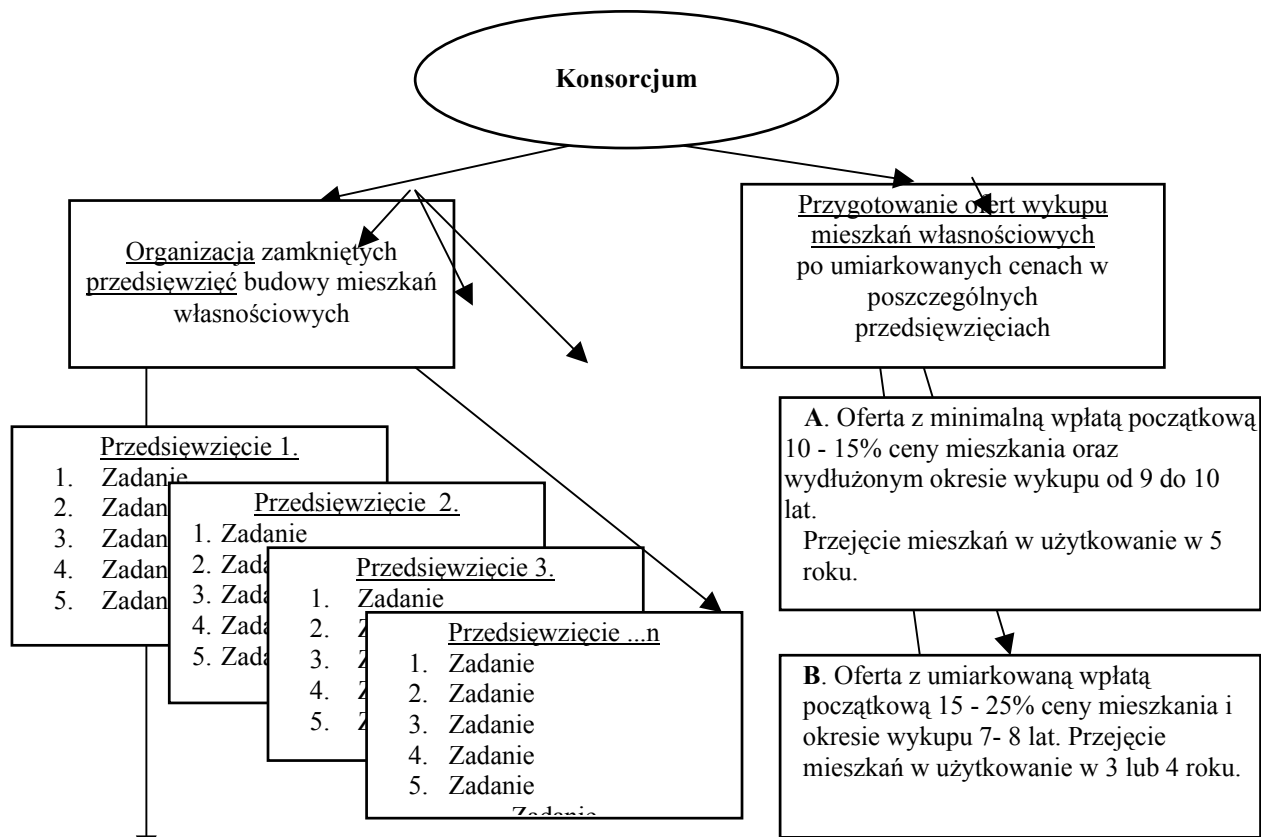 Konsorcjum
Organizacja zamkniętych
przedsięwzięć budowy mieszkań
własnościowych
Przygotowanie ofert wykupu
mieszkań własnościowych
po umiarkowanych cenach w
poszczególnych
przedsięwzięciach
Przedsięwzięcie 1.
1. Zadanie
2. Zadan
3. Zadan
4. Zadan
5. Zadan
Przedsięwzięcie 2.
1. Zadanie
2. Zada
3. Zada
4. Zada
5. Zada
Przedsięwzięcie 3.
1. Zadanie
2. Z
3. Z
4. Z
5. Z
Przedsięwzięcie ...n
1. Zadanie
2. Zadanie
3. Zadanie
4. Zadanie
5. Zadanie
Zadanie
A. Oferta z minimalną wpłatą początkową
10 - 15% ceny mieszkania oraz
wydłużonym okresie wykupu od 9 do 10
lat.
Przejęcie mieszkań w użytkowanie w 5
roku.
B. Oferta z umiarkowaną wpłatą
początkową 15 - 25% ceny mieszkania i
okresie wykupu 7- 8 lat. Przejęcie
mieszkań w użytkowanie w 3 lub 4 roku.